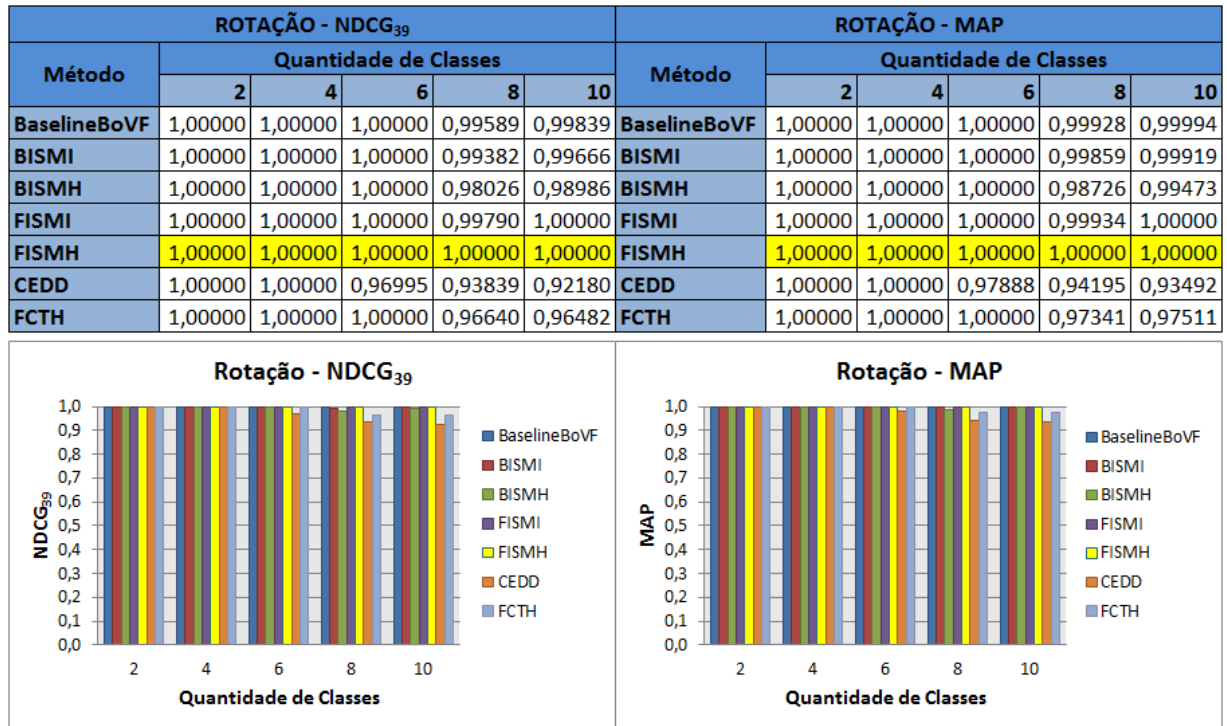 ROTAÇÃO - NDCG39 ROTAÇÃO - MAP
Método Quantidade de Classes Método Quantidade de Classes
2 4 6 8 10 2 4 6 8 10
BaselineBoVF 1,00000 1,00000 1,00000 0,99589 0,99839 BaselineBoVF 1,00000 1,00000 1,00000 0,99928 0,99994
BISMI 1,00000 1,00000 1,00000 0,99382 0,99666 BISMI 1,00000 1,00000 1,00000 0,99859 0,99919
BISMH 1,00000 1,00000 1,00000 0,98026 0,98986 BISMH 1,00000 1,00000 1,00000 0,98726 0,99473
FISMI 1,00000 1,00000 1,00000 0,99790 1,00000 FISMI 1,00000 1,00000 1,00000 0,99934 1,00000
FISMH 1,00000 1,00000 1,00000 1,00000 1,00000 FISMH 1,00000 1,00000 1,00000 1,00000 1,00000
CEDD 1,00000 1,00000 0,96995 0,93839 0,92180 CEDD 1,00000 1,00000 0,97888 0,94195 0,93492
FCTH 1,00000 1,00000 1,00000 0,96640 0,96482 FCTH 1,00000 1,00000 1,00000 0,97341 0,97511
Rotação - NDCG39
NDCG39
1,0
0,9
0,8
0,7
0,6
0,5
0,4
0,3
0,2
0,1
0,0
2 4 6 8 10
Quantidade de Classes
BaselineBoVF
BISMI
BISMH
FISMI
FISMH
CEDD
FCTH
Rotação - MAP
MAP
1,0
0,9
0,8
0,7
0,6
0,5
0,4
0,3
0,2
0,1
0,0
2 4 6 8 10
Quantidade de Classes
BaselineBoVF
BISMI
BISMH
FISMI
FISMH
CEDD
FCTH